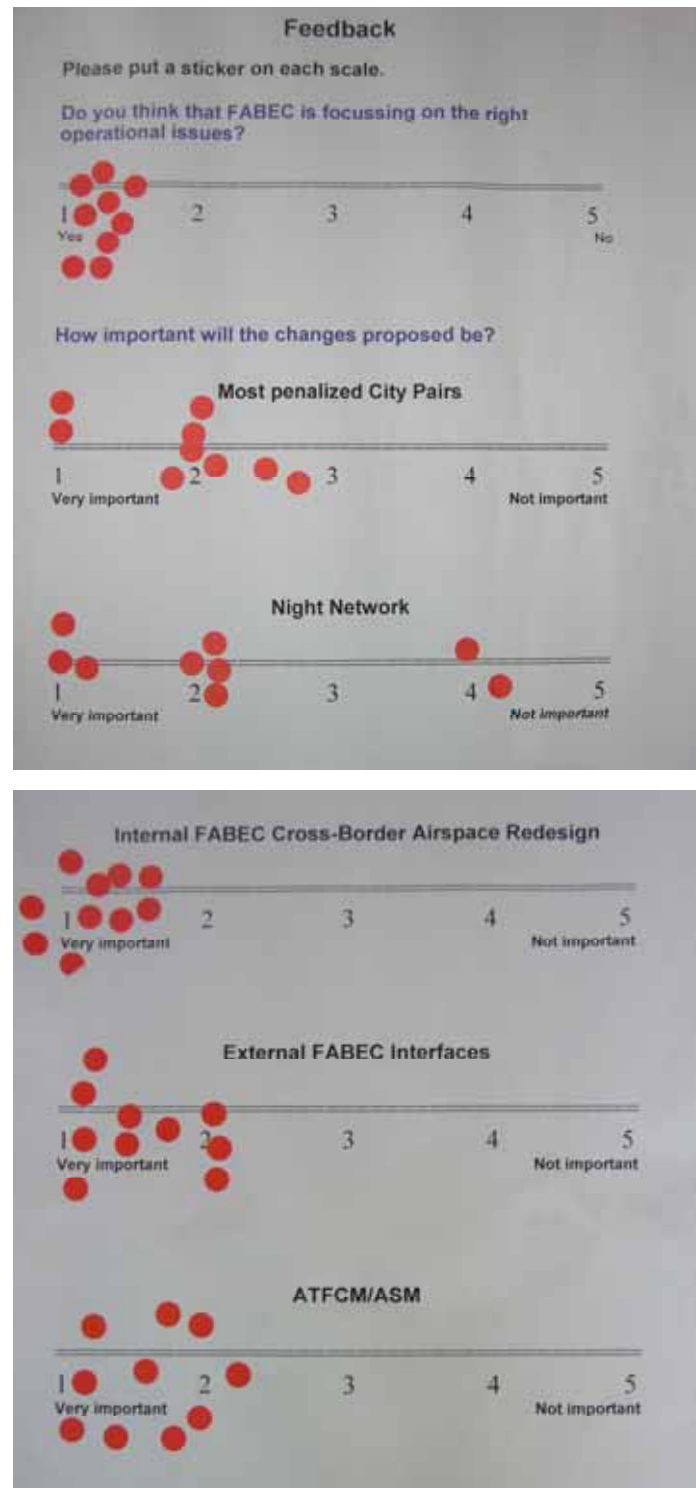 Feedback
Please put a sticker on each scale.
Do you think that FABEC is focussing on the right
operational issues?
1 2 3 4 5
Yes No
How important will the changes proposed be?
Most penalized City Pairs
1 2 3 4 5
Very important Not important
Night Network
1 2 3 4 5
Very important Not important
Internal FABEC Cross-Border Airspace Redesign
1 2 3 4 5
Very important Not important
External FABEC Interfaces
1 2 3 4 5
Very important Not important
ATFCM/ASM
1 2 3 4 5
Very important Not important